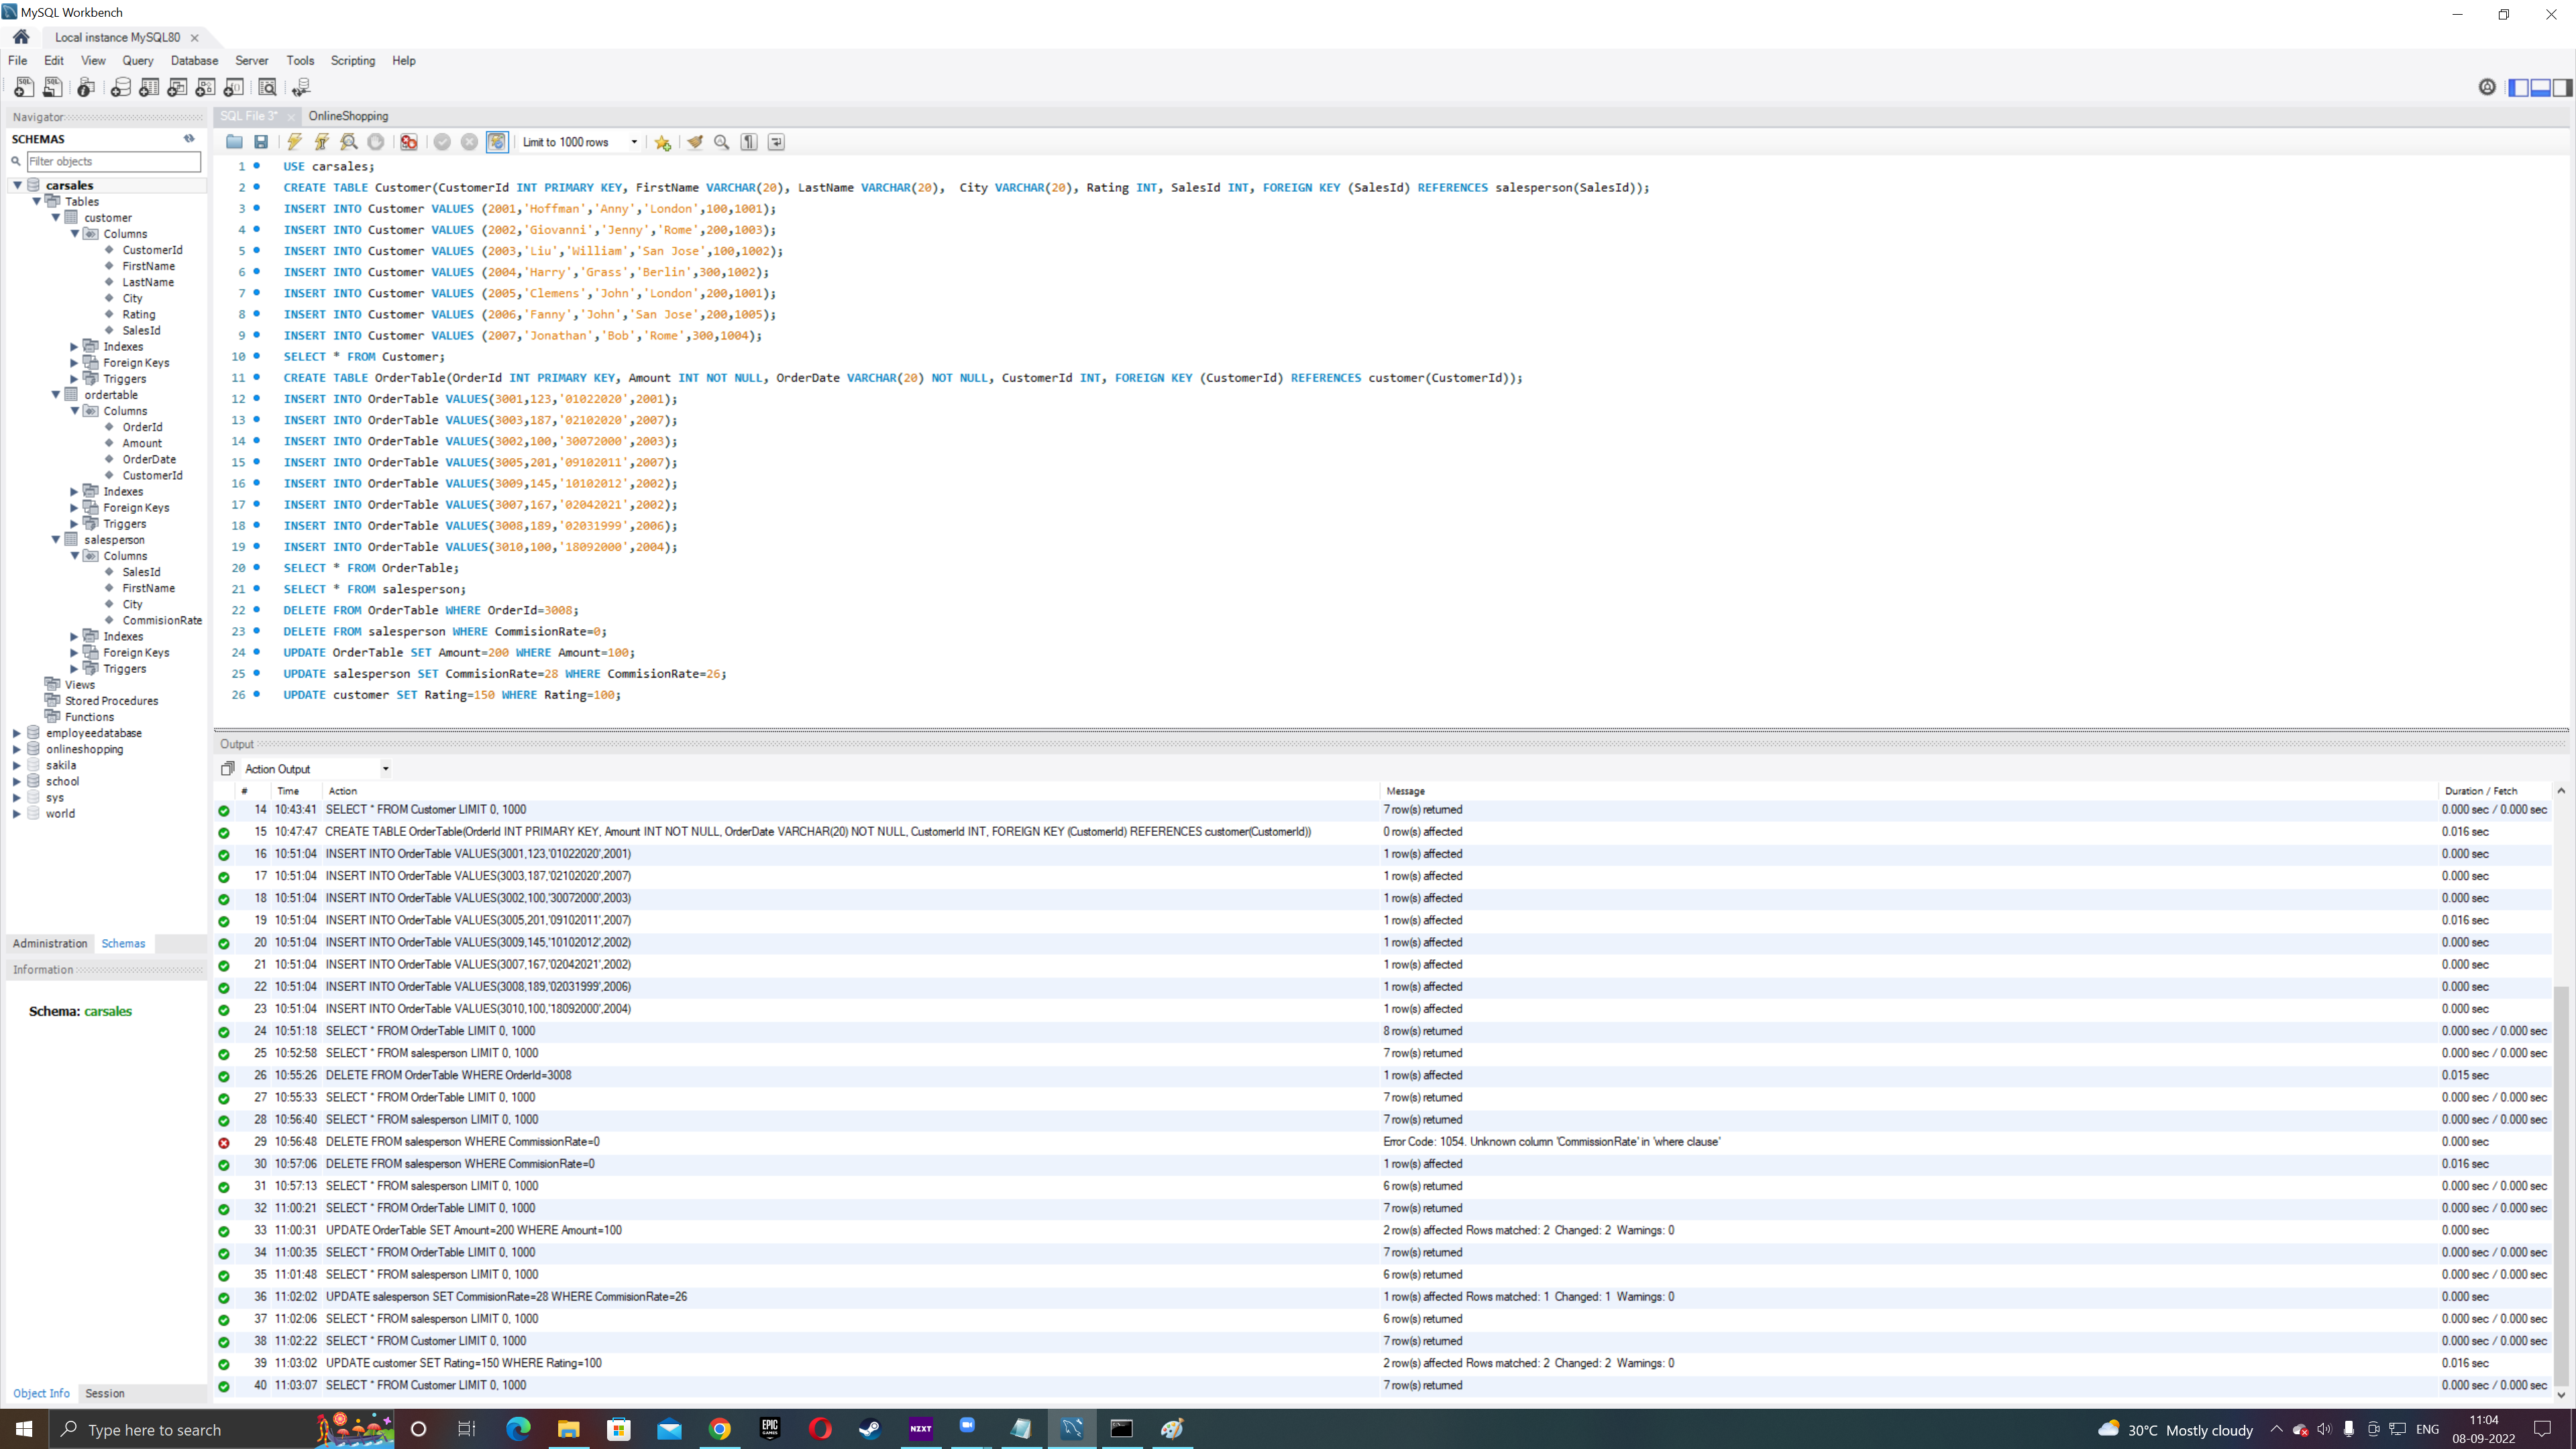 MySQL Workbench
Local instance MySQL80
File Edit View Query Database Server Tools Scripting Help
Navigator
SCHEMAS
Filter objects
carsales
Tables
customer
Columns
CustomerId
FirstName
LastName
City
Rating
SalesId
Indexes
Foreign Keys
Triggers
ordertable
Columns
OrderId
Amount
OrderDate
CustomerId
Indexes
Foreign Keys
Triggers
salesperson
Columns
SalesId
FirstName
City
CommisionRate
Indexes
Foreign Keys
Triggers
Views
Stored Procedures
Functions
employeedatabase
onlineshopping
sakila
school
sys
world
Administration Schemas
Information
Schema: carsales
Object Info Session
SQL File 3* OnlineShopping
Limit to 1000 rows
1 USE carsales;
2 CREATE TABLE Customer(CustomerId INT PRIMARY KEY, FirstName VARCHAR(20), LastName VARCHAR(20),  City VARCHAR(20), Rating INT, SalesId INT, FOREIGN KEY (SalesId) REFERENCES salesperson(SalesId));
3 INSERT INTO Customer VALUES (2001,'Hoffman','Anny','London',100,1001);
4 INSERT INTO Customer VALUES (2002,'Giovanni','Jenny','Rome',200,1003);
5 INSERT INTO Customer VALUES (2003,'Liu','William','San Jose',100,1002);
6 INSERT INTO Customer VALUES (2004,'Harry','Grass','Berlin',300,1002);
7 INSERT INTO Customer VALUES (2005,'Clemens','John','London',200,1001);
8 INSERT INTO Customer VALUES (2006,'Fanny','John','San Jose',200,1005);
9 INSERT INTO Customer VALUES (2007,'Jonathan','Bob','Rome',300,1004);
10 SELECT * FROM Customer;
11 CREATE TABLE OrderTable(OrderId INT PRIMARY KEY, Amount INT NOT NULL, OrderDate VARCHAR(20) NOT NULL, CustomerId INT, FOREIGN KEY (CustomerId) REFERENCES customer(CustomerId));
12 INSERT INTO OrderTable VALUES(3001,123,'01022020',2001);
13 INSERT INTO OrderTable VALUES(3003,187,'02102020',2007);
14 INSERT INTO OrderTable VALUES(3002,100,'30072000',2003);
15 INSERT INTO OrderTable VALUES(3005,201,'09102011',2007);
16 INSERT INTO OrderTable VALUES(3009,145,'10102012',2002);
17 INSERT INTO OrderTable VALUES(3007,167,'02042021',2002);
18 INSERT INTO OrderTable VALUES(3008,189,'02031999',2006);
19 INSERT INTO OrderTable VALUES(3010,100,'18092000',2004);
20 SELECT * FROM OrderTable;
21 SELECT * FROM salesperson;
22 DELETE FROM OrderTable WHERE OrderId=3008;
23 DELETE FROM salesperson WHERE CommisionRate=0;
24 UPDATE OrderTable SET Amount=200 WHERE Amount=100;
25 UPDATE salesperson SET CommisionRate=28 WHERE CommisionRate=26;
26 UPDATE customer SET Rating=150 WHERE Rating=100;
Output
Action Output
# Time Action Message Duration / Fetch
14 10:43:41 SELECT * FROM Customer LIMIT 0, 1000 7 row(s) returned 0.000 sec / 0.000 sec
15 10:47:47 CREATE TABLE OrderTable(OrderId INT PRIMARY KEY, Amount INT NOT NULL, OrderDate VARCHAR(20) NOT NULL, CustomerId INT, FOREIGN KEY (CustomerId) REFERENCES customer(CustomerId)) 0 row(s) affected 0.016 sec
16 10:51:04 INSERT INTO OrderTable VALUES(3001,123,'01022020',2001) 1 row(s) affected 0.000 sec
17 10:51:04 INSERT INTO OrderTable VALUES(3003,187,'02102020',2007) 1 row(s) affected 0.000 sec
18 10:51:04 INSERT INTO OrderTable VALUES(3002,100,'30072000',2003) 1 row(s) affected 0.000 sec
19 10:51:04 INSERT INTO OrderTable VALUES(3005,201,'09102011',2007) 1 row(s) affected 0.016 sec
20 10:51:04 INSERT INTO OrderTable VALUES(3009,145,'10102012',2002) 1 row(s) affected 0.000 sec
21 10:51:04 INSERT INTO OrderTable VALUES(3007,167,'02042021',2002) 1 row(s) affected 0.000 sec
22 10:51:04 INSERT INTO OrderTable VALUES(3008,189,'02031999',2006) 1 row(s) affected 0.000 sec
23 10:51:04 INSERT INTO OrderTable VALUES(3010,100,'18092000',2004) 1 row(s) affected 0.000 sec
24 10:51:18 SELECT * FROM OrderTable LIMIT 0, 1000 8 row(s) returned 0.000 sec / 0.000 sec
25 10:52:58 SELECT * FROM salesperson LIMIT 0, 1000 7 row(s) returned 0.000 sec / 0.000 sec
26 10:55:26 DELETE FROM OrderTable WHERE OrderId=3008 1 row(s) affected 0.015 sec
27 10:55:33 SELECT * FROM OrderTable LIMIT 0, 1000 7 row(s) returned 0.000 sec / 0.000 sec
28 10:56:40 SELECT * FROM salesperson LIMIT 0, 1000 7 row(s) returned 0.000 sec / 0.000 sec
29 10:56:48 DELETE FROM salesperson WHERE CommissionRate=0 Error Code: 1054. Unknown column 'CommissionRate' in 'where clause' 0.000 sec
30 10:57:06 DELETE FROM salesperson WHERE CommisionRate=0 1 row(s) affected 0.016 sec
31 10:57:13 SELECT * FROM salesperson LIMIT 0, 1000 6 row(s) returned 0.000 sec / 0.000 sec
32 11:00:21 SELECT * FROM OrderTable LIMIT 0, 1000 7 row(s) returned 0.000 sec / 0.000 sec
33 11:00:31 UPDATE OrderTable SET Amount=200 WHERE Amount=100 2 row(s) affected Rows matched: 2  Changed: 2  Warnings: 0 0.000 sec
34 11:00:35 SELECT * FROM OrderTable LIMIT 0, 1000 7 row(s) returned 0.000 sec / 0.000 sec
35 11:01:48 SELECT * FROM salesperson LIMIT 0, 1000 6 row(s) returned 0.000 sec / 0.000 sec
36 11:02:02 UPDATE salesperson SET CommisionRate=28 WHERE CommisionRate=26 1 row(s) affected Rows matched: 1  Changed: 1  Warnings: 0 0.000 sec
37 11:02:06 SELECT * FROM salesperson LIMIT 0, 1000 6 row(s) returned 0.000 sec / 0.000 sec
38 11:02:22 SELECT * FROM Customer LIMIT 0, 1000 7 row(s) returned 0.000 sec / 0.000 sec
39 11:03:02 UPDATE customer SET Rating=150 WHERE Rating=100 2 row(s) affected Rows matched: 2  Changed: 2  Warnings: 0 0.016 sec
40 11:03:07 SELECT * FROM Customer LIMIT 0, 1000 7 row(s) returned 0.000 sec / 0.000 sec
Type here to search
EPIC GAMES
NZXT
30°C Mostly cloudy
ENG
11:04
08-09-2022